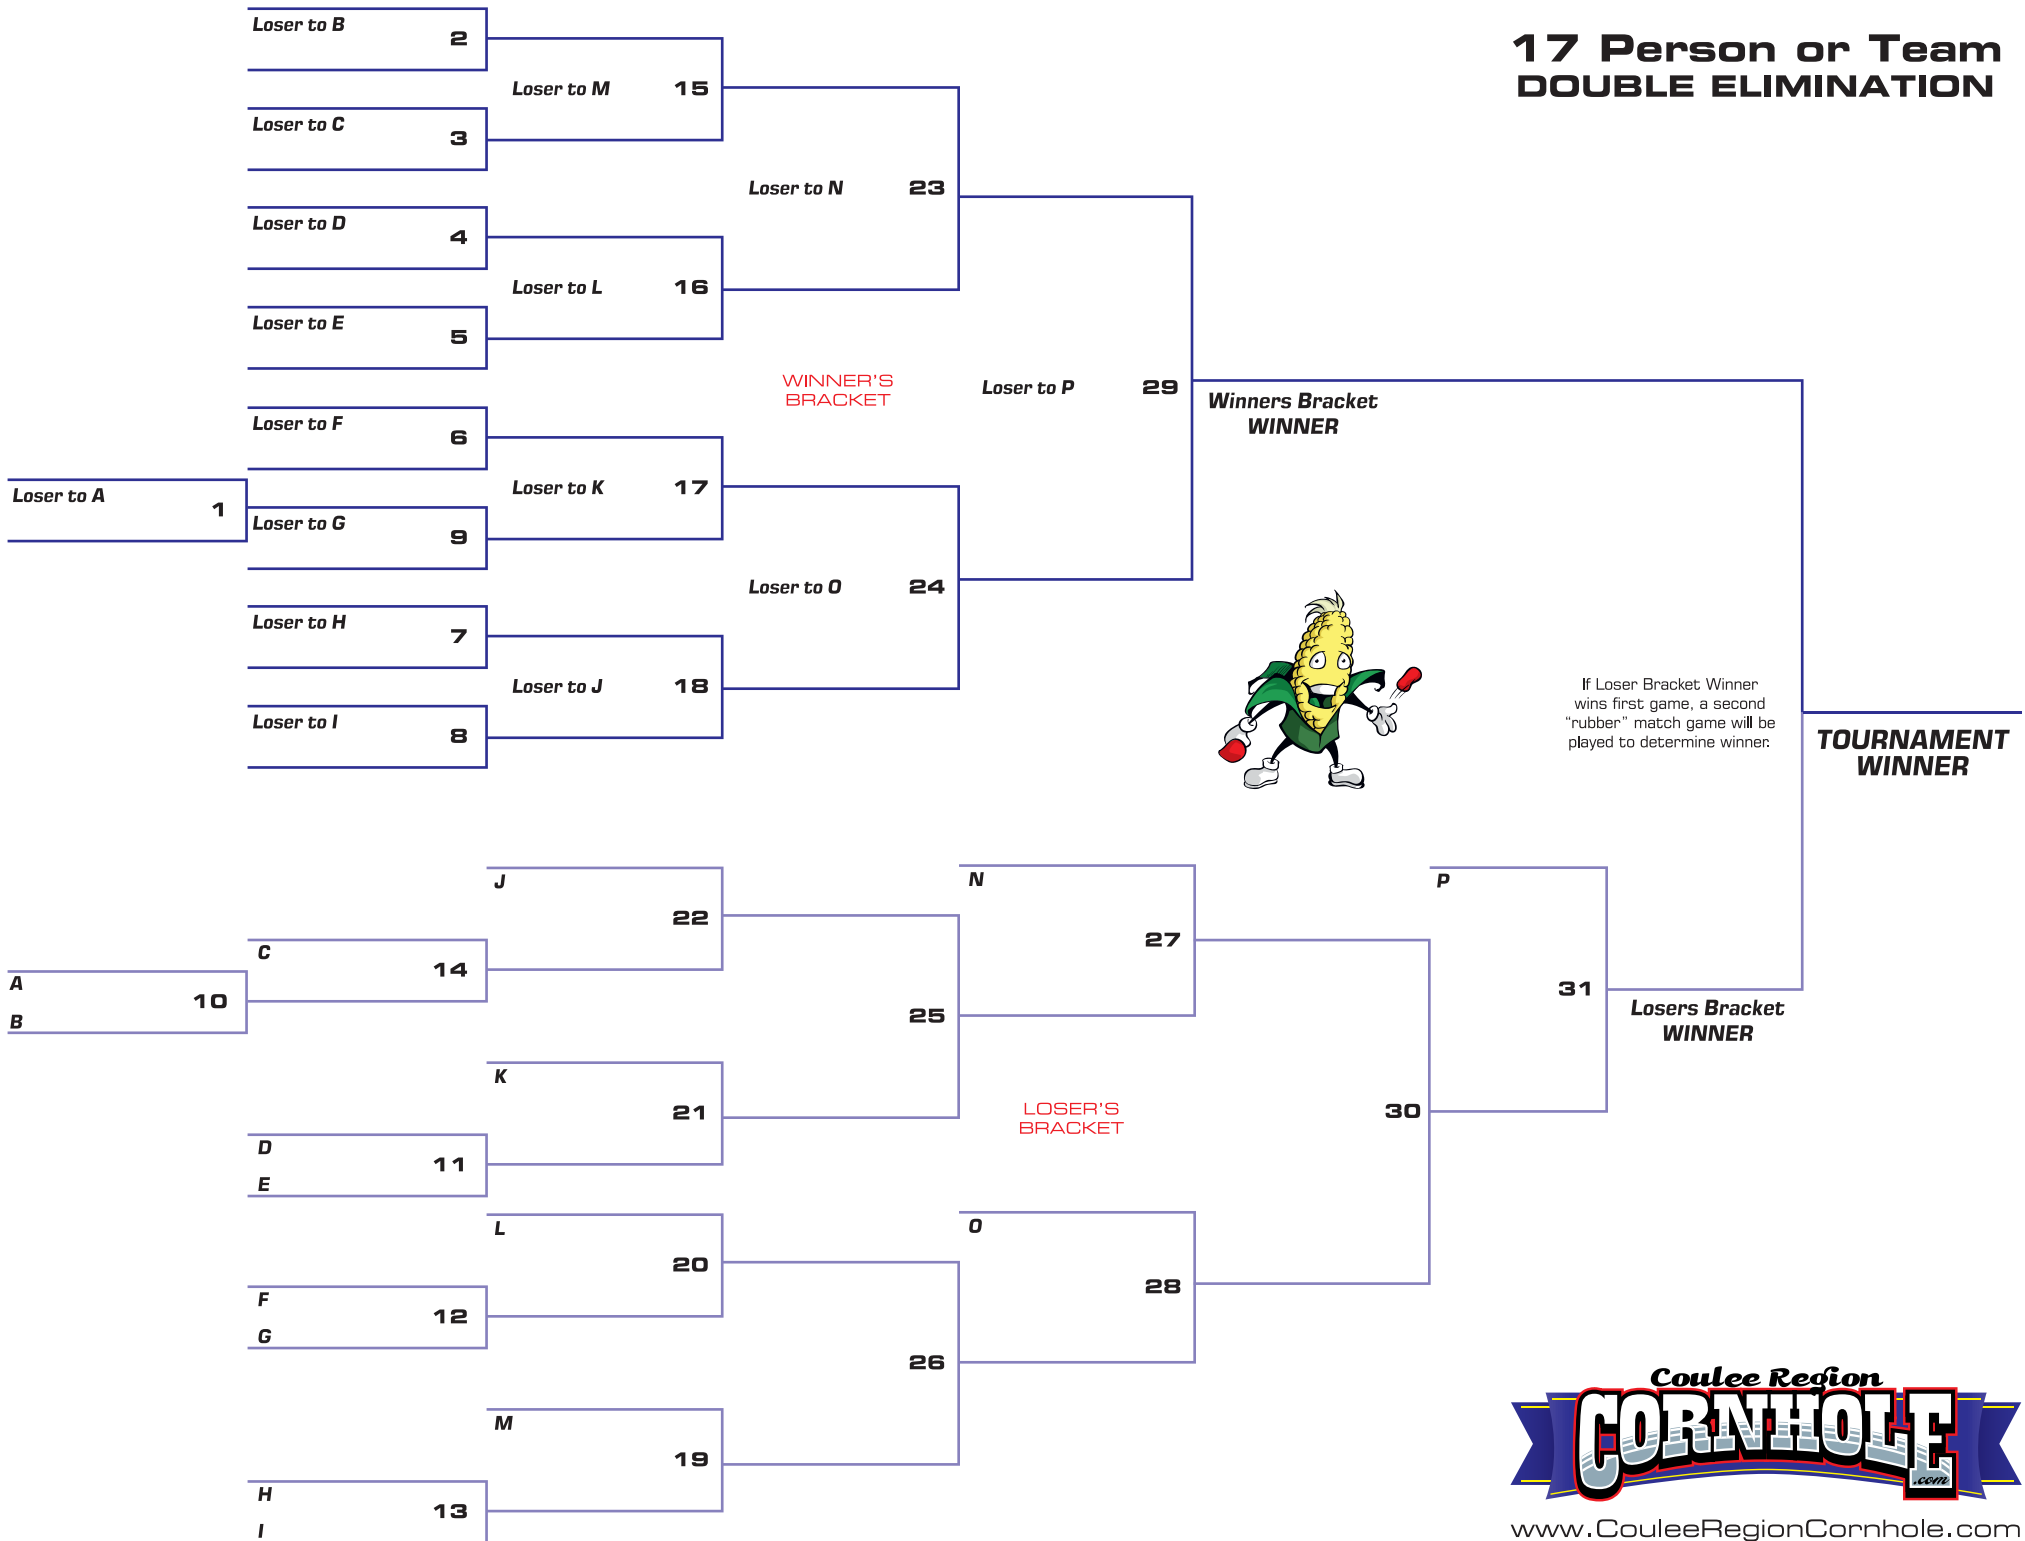 17 Person or Team
DOUBLE ELIMINATION
Loser to B
2
Loser to M
15
Loser to C
3
Loser to N
23
Loser to D
4
Loser to L
16
Loser to E
5
WINNER'S
BRACKET
Loser to P
29
Winners Bracket
WINNER
Loser to F
6
Loser to A
1
Loser to K
17
Loser to G
9
Loser to O
24
Loser to H
7
Loser to J
18
Loser to I
8
If Loser Bracket Winner
wins first game, a second
“rubber” match game will be
played to determine winner.
TOURNAMENT
WINNER
J
22
N
27
P
31
C
14
A
10
B
25
Losers Bracket
WINNER
K
21
LOSER'S
BRACKET
30
D
11
E
L
20
O
28
F
12
G
26
M
19
H
13
I
Coulee Region
CORNHOLE
.com
www.CouleeRegionCornhole.com